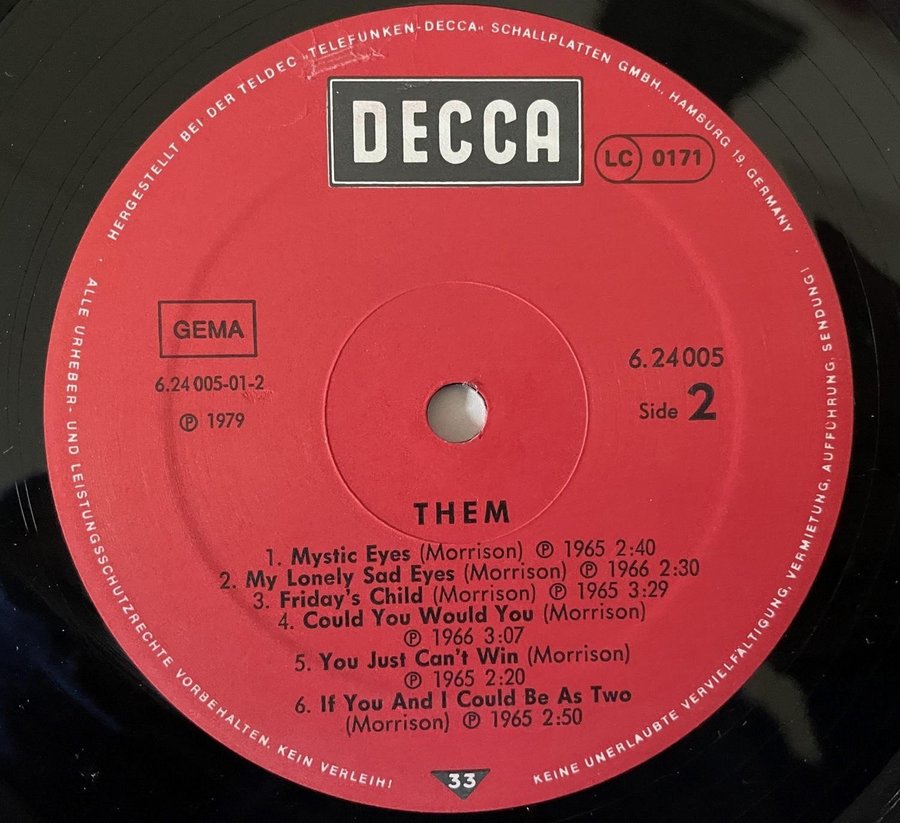 HERGESTELLT BEI DER TELDEC »TELEFUNKEN-DECCA« SCHALLPLATTEN GMBH., HAMBURG 19, GERMANY ·
DECCA
LC 0171
GEMA
6.24005-01-2
℗ 1979
6.24005
Side 2
THEM
1. Mystic Eyes (Morrison) ℗ 1965 2:40
2. My Lonely Sad Eyes (Morrison) ℗ 1966 2:30
3. Friday's Child (Morrison) ℗ 1965 3:29
4. Could You Would You (Morrison)
℗ 1966 3:07
5. You Just Can't Win (Morrison)
℗ 1965 2:20
6. If You And I Could Be As Two
(Morrison) ℗ 1965 2:50
· ALLE URHEBER- UND LEISTUNGSSCHUTZRECHTE VORBEHALTEN. KEIN VERLEIH!
33
KEINE UNERLAUBTE VERVIELFÄLTIGUNG, VERMIETUNG, AUFFÜHRUNG, SENDUNG!